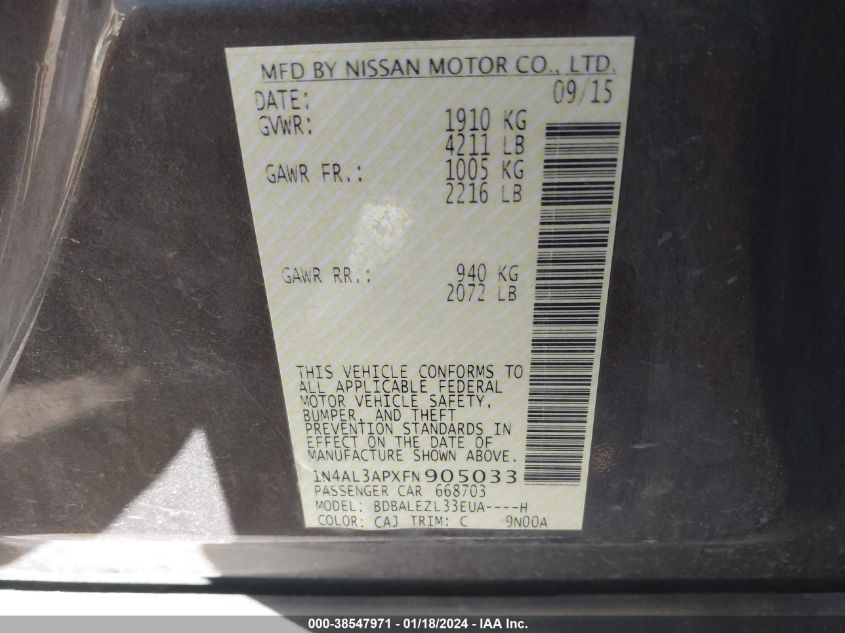 MFD BY NISSAN MOTOR CO., LTD.
DATE: 09/15
GVWR: 1910 KG
4211 LB
GAWR FR.: 1005 KG
2216 LB
GAWR RR.: 940 KG
2072 LB
THIS VEHICLE CONFORMS TO
ALL APPLICABLE FEDERAL
MOTOR VEHICLE SAFETY,
BUMPER, AND THEFT
PREVENTION STANDARDS IN
EFFECT ON THE DATE OF
MANUFACTURE SHOWN ABOVE.
1N4AL3APXFN905033
PASSENGER CAR 668703
MODEL: BDBALEZL33EUA----H
COLOR: CAJ TRIM: C 9N00A
000-38547971 - 01/18/2024 - IAA Inc.